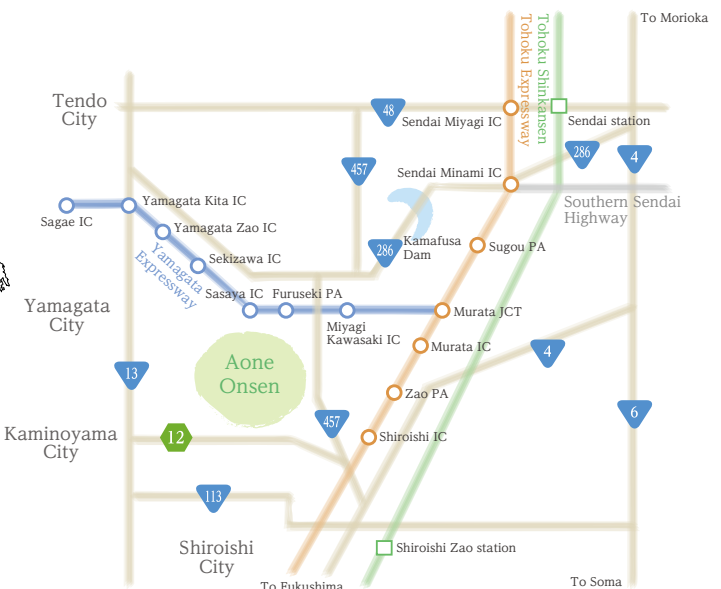 To Morioka
Tohoku Shinkansen
Tohoku Expressway
Tendo
City
48
Sendai Miyagi IC
Sendai station
286
4
457
Sendai Minami IC
Southern Sendai
Highway
Yamagata Kita IC
Sagae IC
Yamagata Zao IC
Yamagata
Expressway
Sekizawa IC
286
Kamafusa
Dam
Sugou PA
Sasaya IC
Furuseki PA
Yamagata
City
Miyagi
Kawasaki IC
Murata JCT
Murata IC
4
Aone
Onsen
13
Zao PA
6
457
Kaminoyama
City
12
Shiroishi IC
113
Shiroishi
City
Shiroishi Zao station
To Fukushima
To Soma